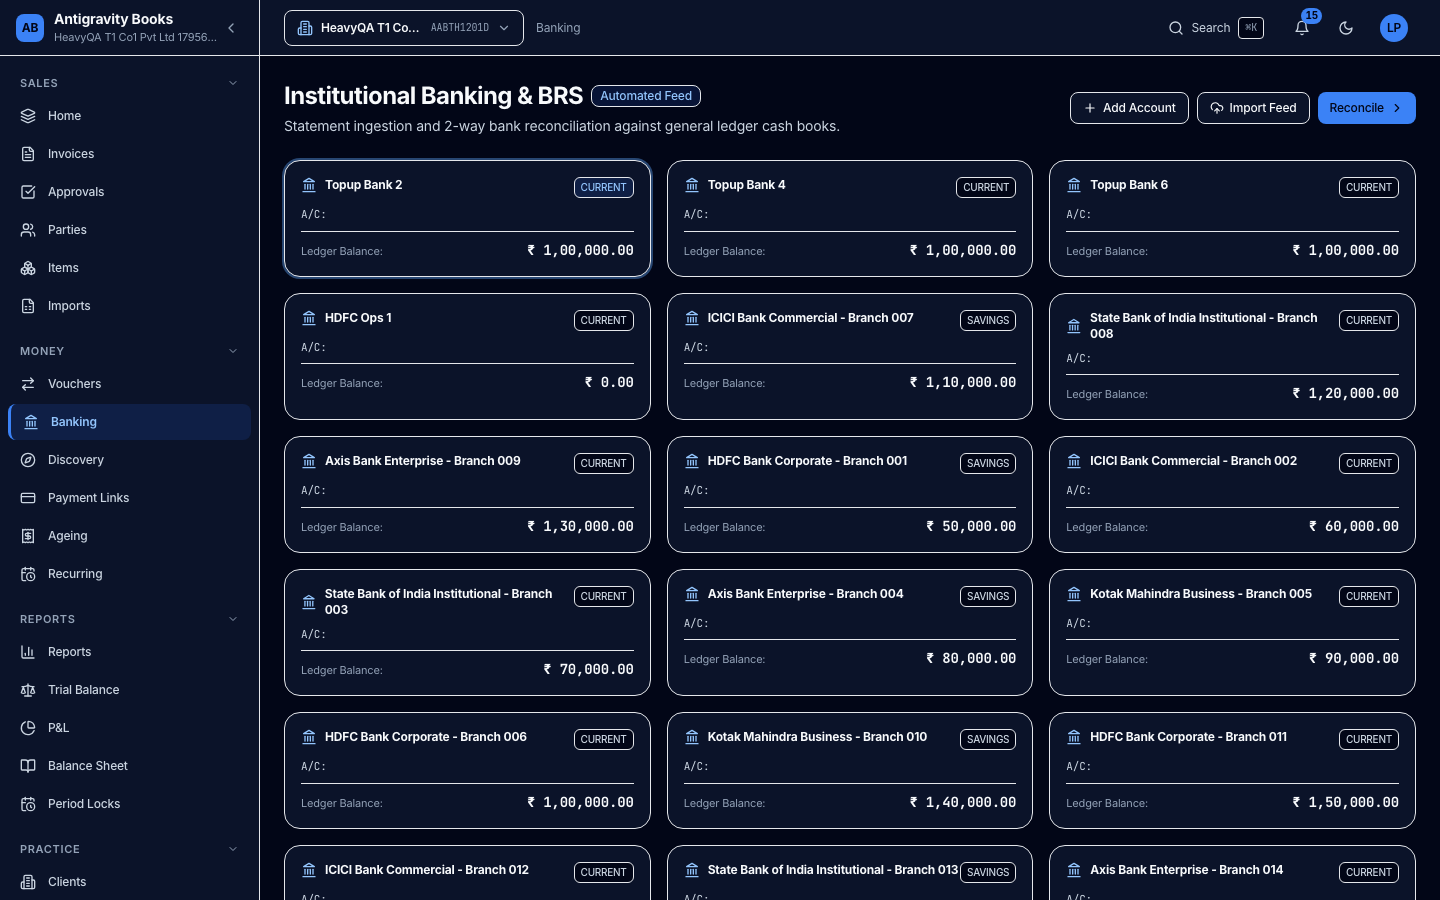 AB
Antigravity Books
HeavyQA T1 Co1 Pvt Ltd 17956...
HeavyQA T1 Co... AABTH1201D
Banking
Search ⌘K
15
LP
SALES
Home
Invoices
Approvals
Parties
Items
Imports
MONEY
Vouchers
Banking
Discovery
Payment Links
Ageing
Recurring
REPORTS
Reports
Trial Balance
P&L
Balance Sheet
Period Locks
PRACTICE
Clients
Institutional Banking & BRS Automated Feed
Statement ingestion and 2-way bank reconciliation against general ledger cash books.
Add Account
Import Feed
Reconcile
Topup Bank 2 CURRENT
A/C:
Ledger Balance: ₹ 1,00,000.00
Topup Bank 4 CURRENT
A/C:
Ledger Balance: ₹ 1,00,000.00
Topup Bank 6 CURRENT
A/C:
Ledger Balance: ₹ 1,00,000.00
HDFC Ops 1 CURRENT
A/C:
Ledger Balance: ₹ 0.00
ICICI Bank Commercial - Branch 007 SAVINGS
A/C:
Ledger Balance: ₹ 1,10,000.00
State Bank of India Institutional - Branch CURRENT
008
A/C:
Ledger Balance: ₹ 1,20,000.00
Axis Bank Enterprise - Branch 009 CURRENT
A/C:
Ledger Balance: ₹ 1,30,000.00
HDFC Bank Corporate - Branch 001 SAVINGS
A/C:
Ledger Balance: ₹ 50,000.00
ICICI Bank Commercial - Branch 002 CURRENT
A/C:
Ledger Balance: ₹ 60,000.00
State Bank of India Institutional - Branch CURRENT
003
A/C:
Ledger Balance: ₹ 70,000.00
Axis Bank Enterprise - Branch 004 SAVINGS
A/C:
Ledger Balance: ₹ 80,000.00
Kotak Mahindra Business - Branch 005 CURRENT
A/C:
Ledger Balance: ₹ 90,000.00
HDFC Bank Corporate - Branch 006 CURRENT
A/C:
Ledger Balance: ₹ 1,00,000.00
Kotak Mahindra Business - Branch 010 SAVINGS
A/C:
Ledger Balance: ₹ 1,40,000.00
HDFC Bank Corporate - Branch 011 CURRENT
A/C:
Ledger Balance: ₹ 1,50,000.00
ICICI Bank Commercial - Branch 012 CURRENT
A/C:
State Bank of India Institutional - Branch 013 SAVINGS
A/C:
Axis Bank Enterprise - Branch 014 CURRENT
A/C: